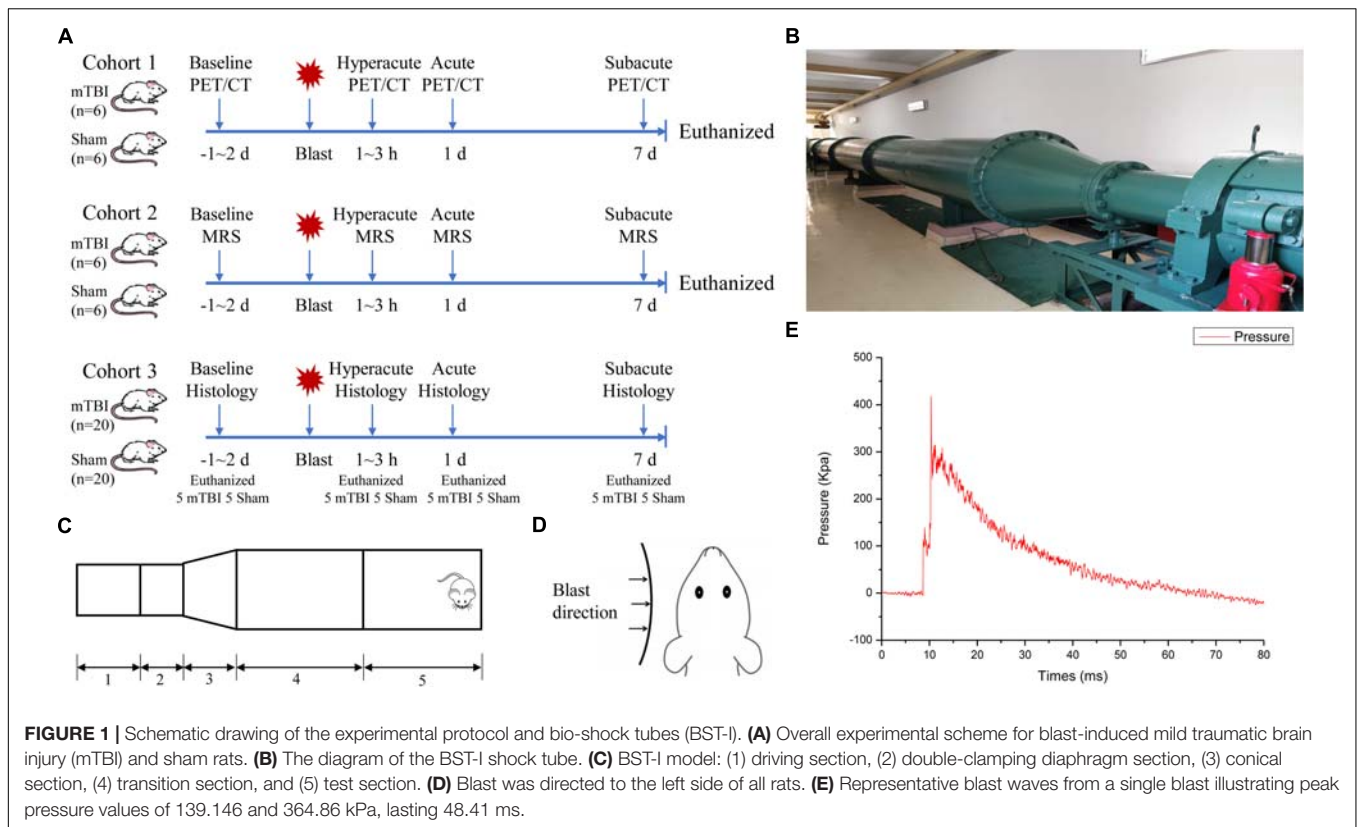 A
Cohort 1
mTBI
(n=6)
Sham
(n=6)
Baseline
PET/CT
Hyperacute
PET/CT
Acute
PET/CT
Subacute
PET/CT
-1~2 d
Blast
1~3 h
1 d
7 d
Euthanized
Cohort 2
mTBI
(n=6)
Sham
(n=6)
Baseline
MRS
Hyperacute
MRS
Acute
MRS
Subacute
MRS
-1~2 d
Blast
1~3 h
1 d
7 d
Euthanized
Cohort 3
mTBI
(n=20)
Sham
(n=20)
Baseline
Histology
Hyperacute
Histology
Acute
Histology
Subacute
Histology
-1~2 d
Blast
1~3 h
1 d
7 d
Euthanized
5 mTBI 5 Sham
Euthanized
5 mTBI 5 Sham
Euthanized
5 mTBI 5 Sham
Euthanized
5 mTBI 5 Sham
B
C
1
2
3
4
5
D
Blast
direction
E
Pressure
500
400
300
200
100
0
-100
Pressure (Kpa)
0 10 20 30 40 50 60 70 80
Times (ms)
FIGURE 1 | Schematic drawing of the experimental protocol and bio-shock tubes (BST-I). (A) Overall experimental scheme for blast-induced mild traumatic brain
injury (mTBI) and sham rats. (B) The diagram of the BST-I shock tube. (C) BST-I model: (1) driving section, (2) double-clamping diaphragm section, (3) conical
section, (4) transition section, and (5) test section. (D) Blast was directed to the left side of all rats. (E) Representative blast waves from a single blast illustrating peak
pressure values of 139.146 and 364.86 kPa, lasting 48.41 ms.